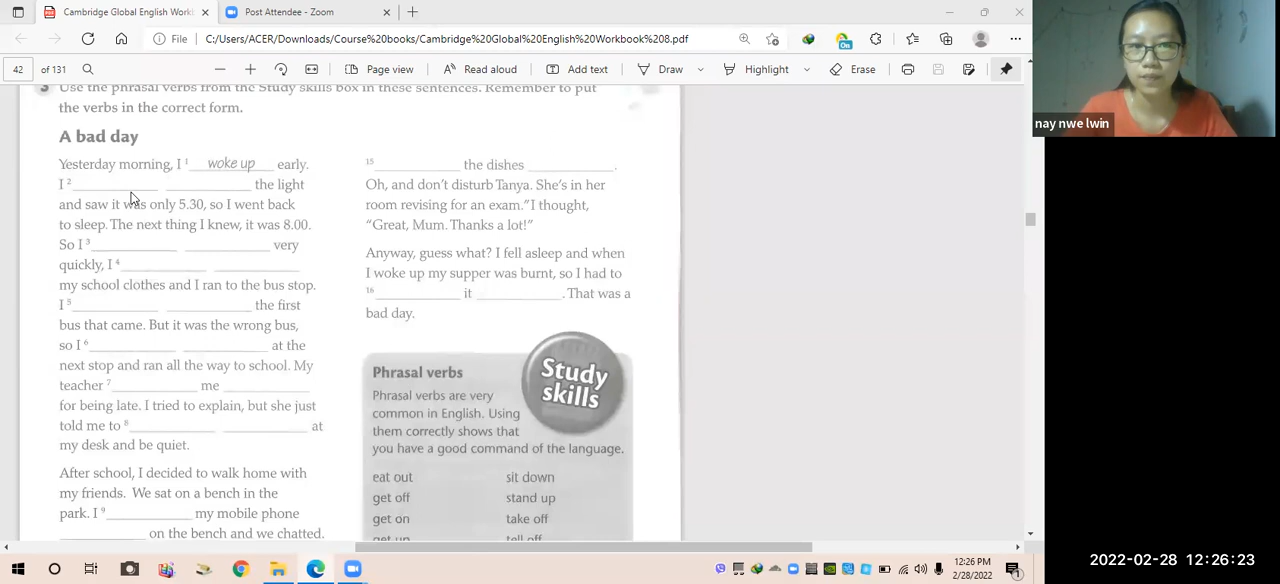 Cambridge Global English Worki
Post Attendee - Zoom
File
C:/Users/ACER/Downloads/Course%20books/Cambridge%20Global%20English%20Workbook%208.pdf
On
42 of 131
Page view
Read aloud
Add text
Draw
Highlight
Erase
3 Use the phrasal verbs from the Study skills box in these sentences. Remember to put
the verbs in the correct form.
A bad day
Yesterday morning, I 1 woke up early.
I 2 the light
and saw it was only 5.30, so I went back
to sleep. The next thing I knew, it was 8.00.
So I 3 very
quickly, I 4
my school clothes and I ran to the bus stop.
I 5 the first
bus that came. But it was the wrong bus,
so I 6 at the
next stop and ran all the way to school. My
teacher 7 me
for being late. I tried to explain, but she just
told me to 8 at
my desk and be quiet.
After school, I decided to walk home with
my friends. We sat on a bench in the
park. I 9 my mobile phone
on the bench and we chatted.
15 the dishes .
Oh, and don't disturb Tanya. She's in her
room revising for an exam." I thought,
"Great, Mum. Thanks a lot!"
Anyway, guess what? I fell asleep and when
I woke up my supper was burnt, so I had to
16 it . That was a
bad day.
Study
skills
Phrasal verbs
Phrasal verbs are very
common in English. Using
them correctly shows that
you have a good command of the language.
eat out sit down
get off stand up
get on take off
get up tell off
nay nwe lwin
12:26 PM
2/28/2022
2022-02-28 12:26:23